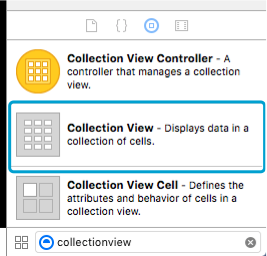 Collection View Controller - A
controller that manages a collection
view.
Collection View - Displays data in a
collection of cells.
Collection View Cell - Defines the
attributes and behavior of cells in a
collection view.
collectionview